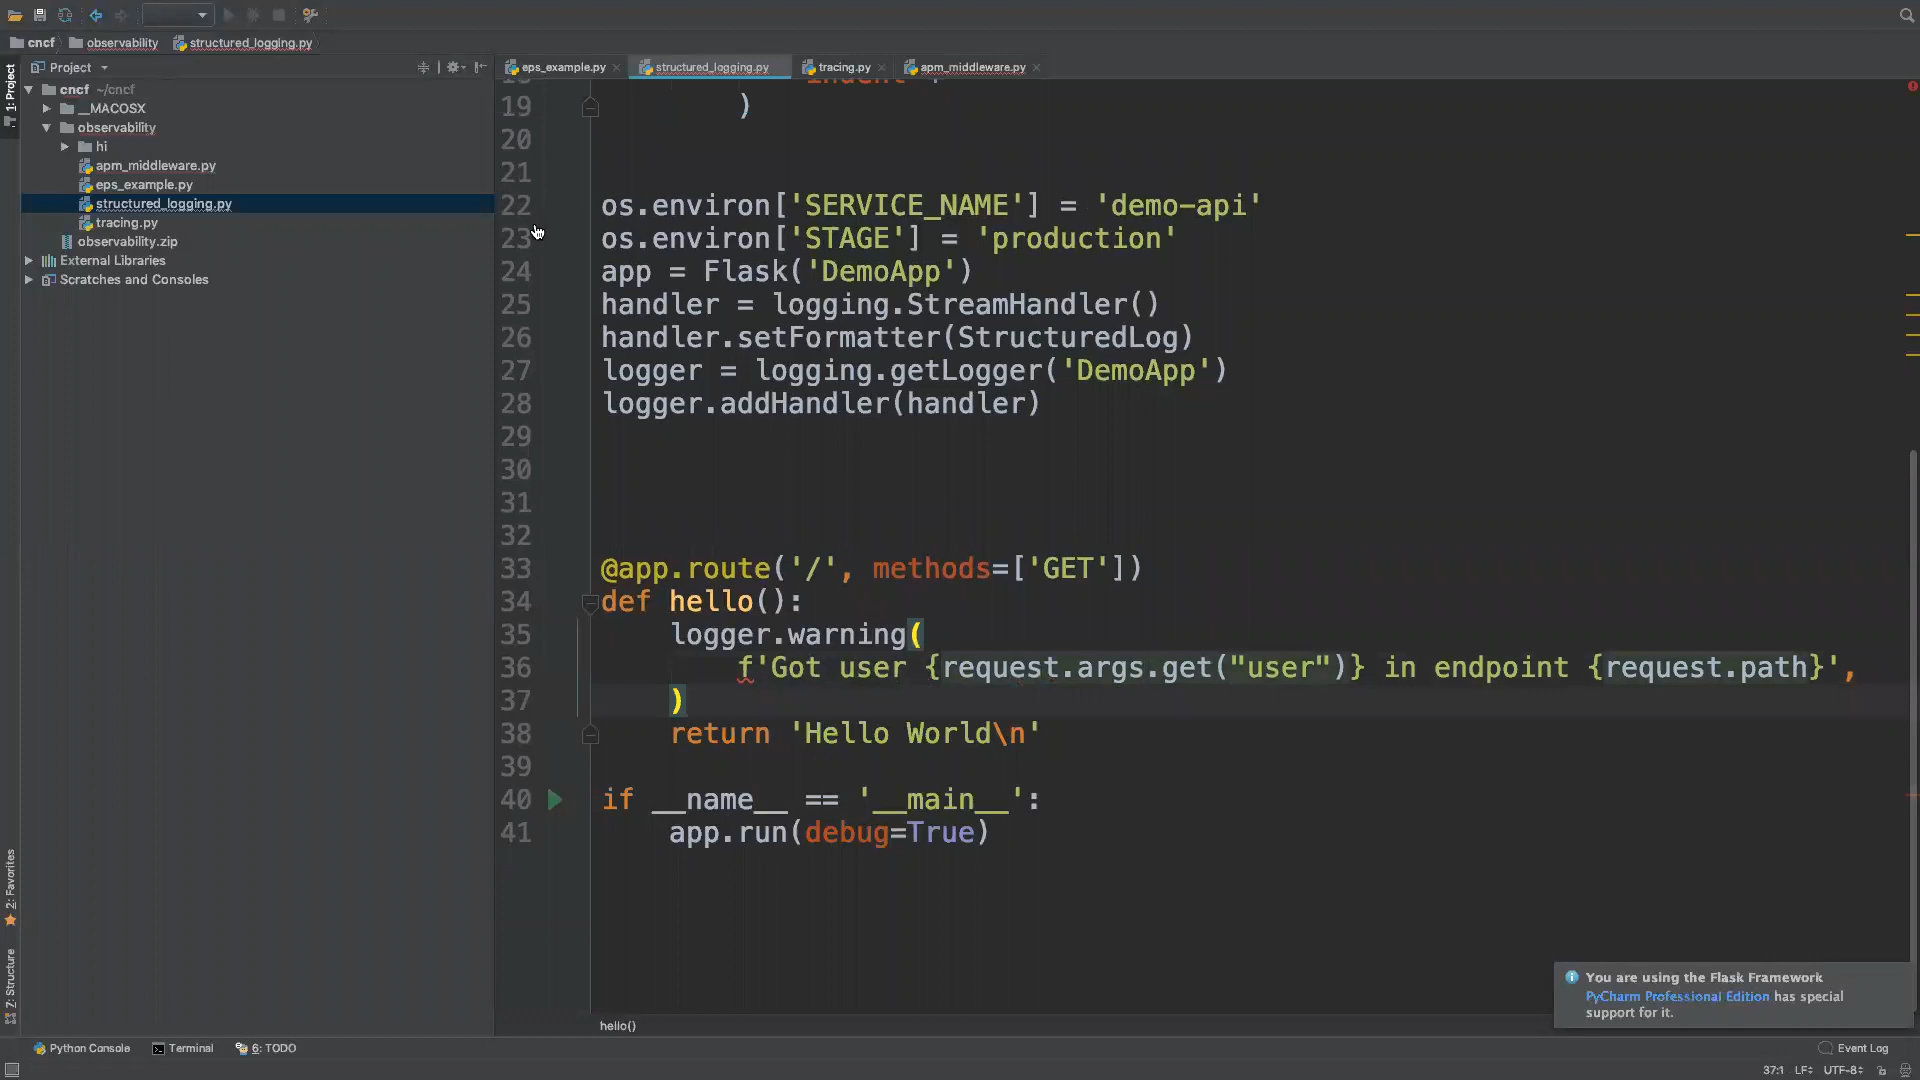 cncf observability structured_logging.py
1: Project
Project
cncf ~/cncf
__MACOSX
observability
hi
apm_middleware.py
eps_example.py
structured_logging.py
tracing.py
observability.zip
External Libraries
Scratches and Consoles
eps_example.py structured_logging.py tracing.py apm_middleware.py
19 )
20
21
22 os.environ['SERVICE_NAME'] = 'demo-api'
23 os.environ['STAGE'] = 'production'
24 app = Flask('DemoApp')
25 handler = logging.StreamHandler()
26 handler.setFormatter(StructuredLog)
27 logger = logging.getLogger('DemoApp')
28 logger.addHandler(handler)
29
30
31
32
33 @app.route('/', methods=['GET'])
34 def hello():
35 logger.warning(
36 f'Got user {request.args.get("user")} in endpoint {request.path}',
37 )
38 return 'Hello World\n'
39
40 if __name__ == '__main__':
41 app.run(debug=True)
You are using the Flask Framework
PyCharm Professional Edition has special
support for it.
hello()
2: Favorites
7: Structure
Python Console Terminal 6: TODO Event Log
37:1 LF÷ UTF-8÷